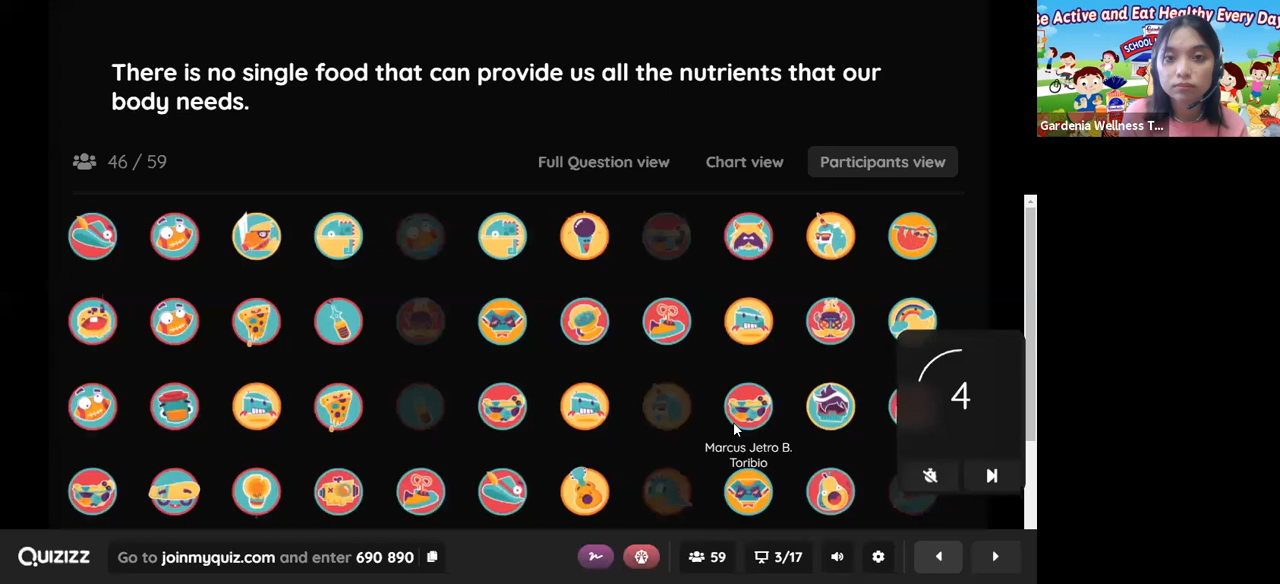 There is no single food that can provide us all the nutrients that our
body needs.
46 / 59
Full Question view
Chart view
Participants view
Marcus Jetro B.
Toribio
4
QUIZIZZ
Go to joinmyquiz.com and enter 690 890
59
3/17
Be Active and Eat Healthy Every Day
SCHOOL
Gardenia Wellness T...